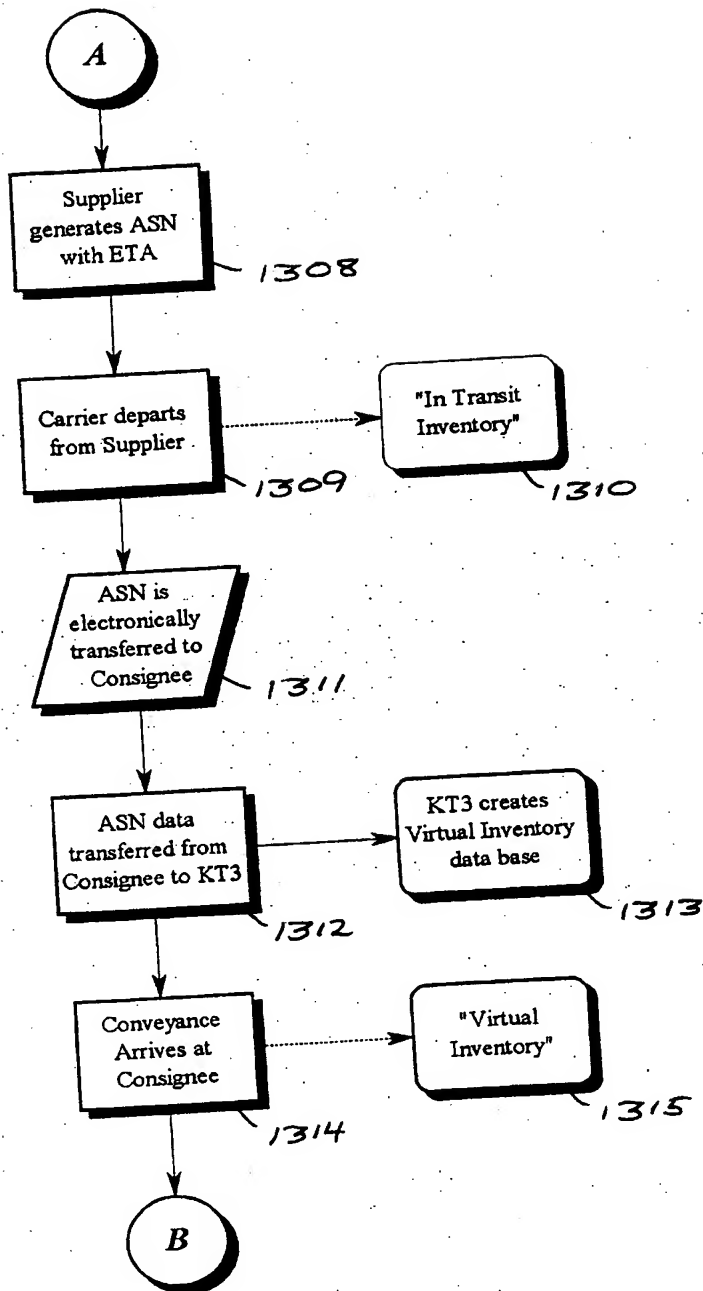 A
Supplier
generates ASN
with ETA
1308
Carrier departs
from Supplier
1309
"In Transit
Inventory"
1310
ASN is
electronically
transferred to
Consignee
1311
ASN data
transferred from
Consignee to KT3
1312
KT3 creates
Virtual Inventory
data base
1313
Conveyance
Arrives at
Consignee
1314
"Virtual
Inventory"
1315
B